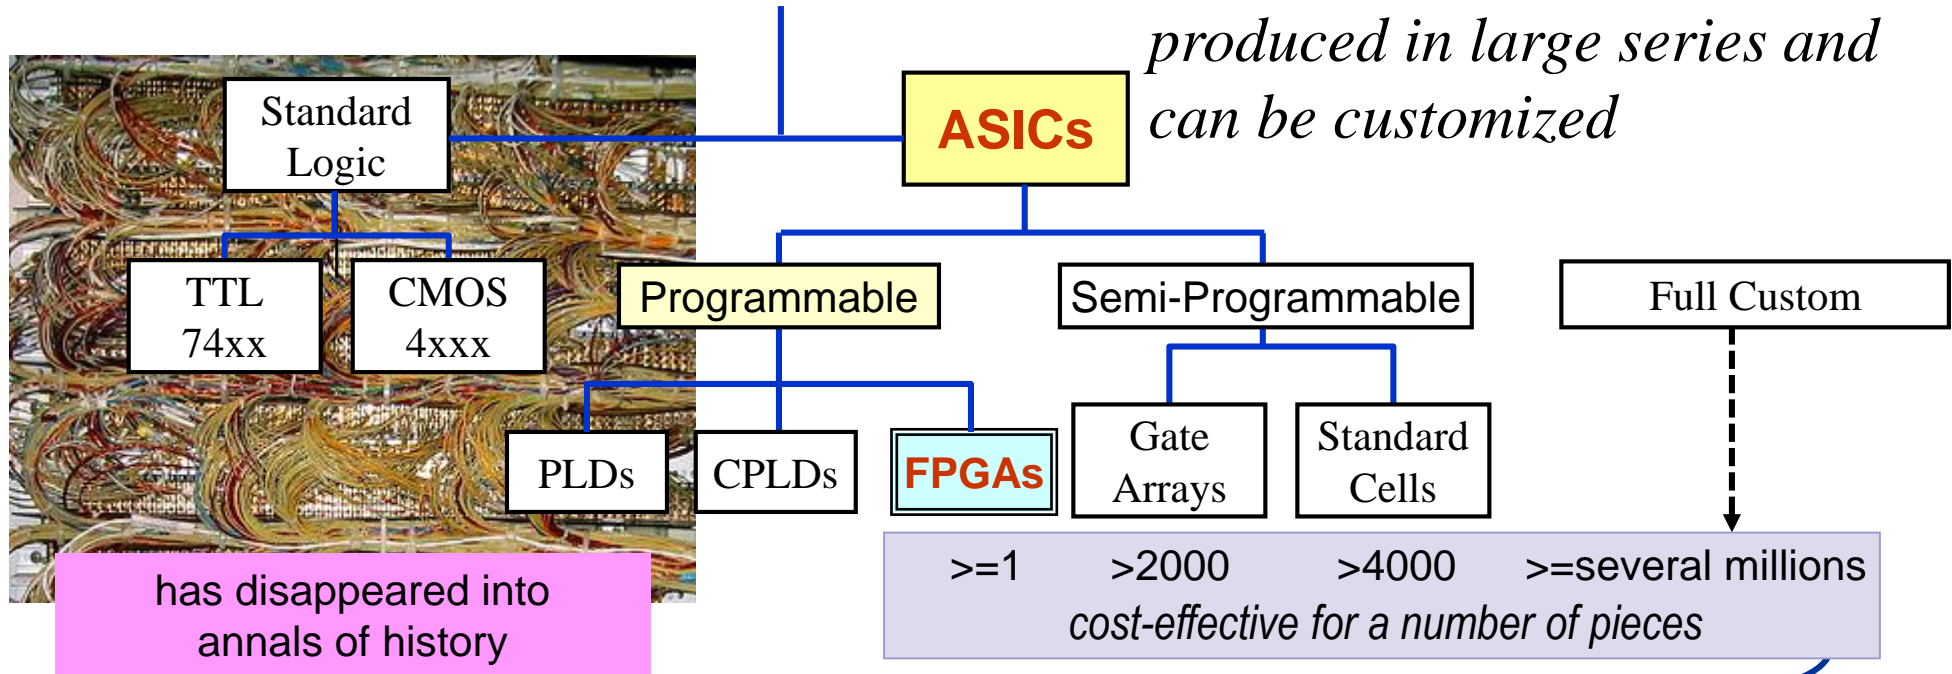 produced in large series and
can be customized
Standard
Logic
ASICs
TTL
74xx
CMOS
4xxx
Programmable
Semi-Programmable
Full Custom
PLDs
CPLDs
FPGAs
Gate
Arrays
Standard
Cells
>=1 >2000 >4000 >=several millions
cost-effective for a number of pieces
has disappeared into
annals of history